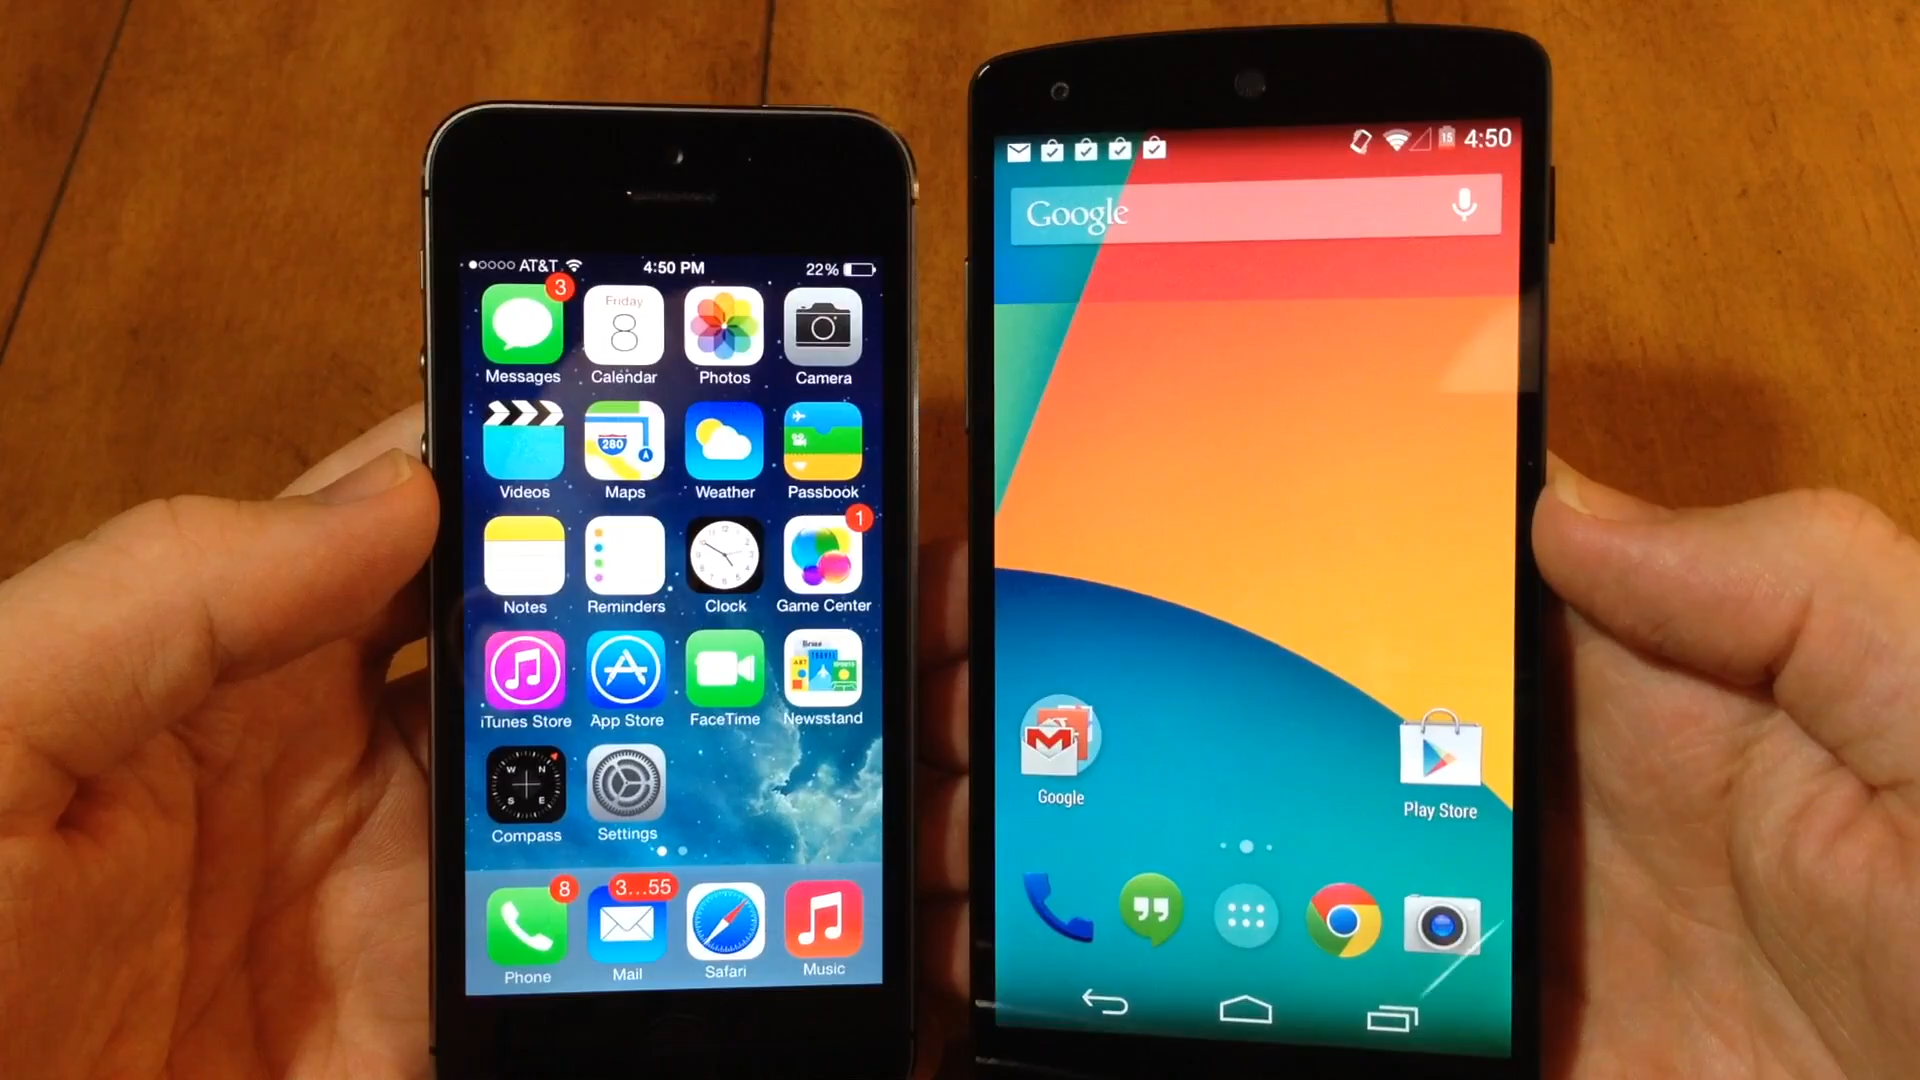 AT&T 4:50 PM 22%
3
Friday
8
Messages Calendar Photos Camera
280
Videos Maps Weather Passbook
1
Notes Reminders Clock Game Center
iTunes Store App Store FaceTime Newsstand
W N
S E
Compass Settings
8 3...55
Phone Mail Safari Music
15 4:50
Google
Google Play Store